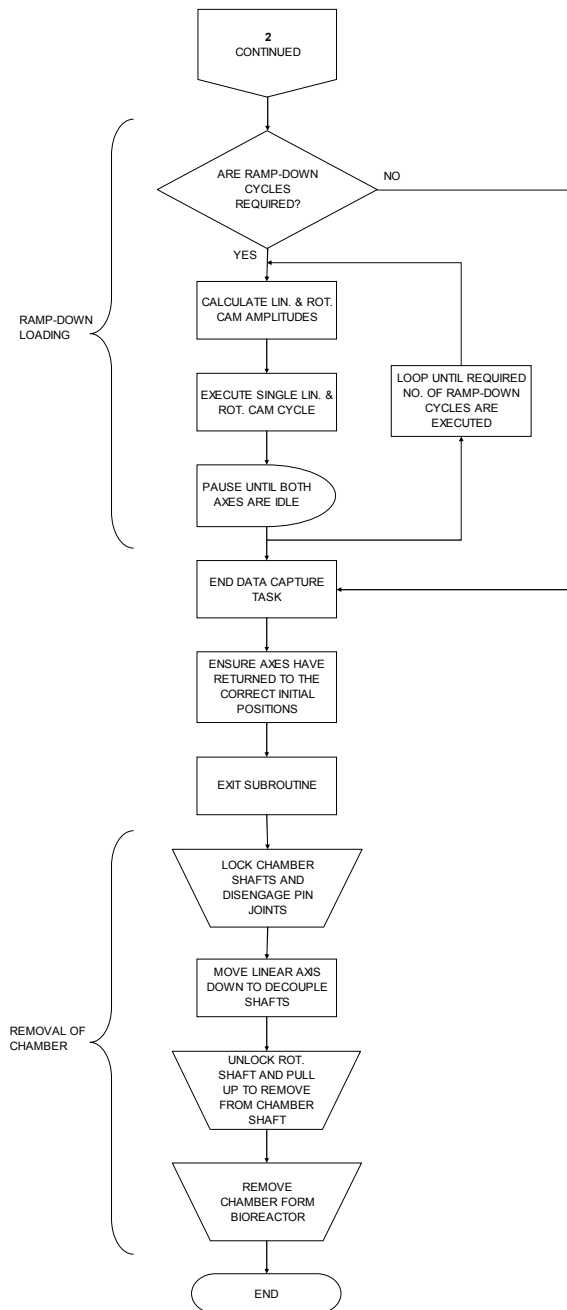 2
CONTINUED
ARE RAMP-DOWN
CYCLES
REQUIRED?
NO
YES
RAMP-DOWN
LOADING
CALCULATE LIN. & ROT.
CAM AMPLITUDES
EXECUTE SINGLE LIN. &
ROT. CAM CYCLE
LOOP UNTIL REQUIRED
NO. OF RAMP-DOWN
CYCLES ARE
EXECUTED
PAUSE UNTIL BOTH
AXES ARE IDLE
END DATA CAPTURE
TASK
ENSURE AXES HAVE
RETURNED TO THE
CORRECT INITIAL
POSITIONS
EXIT SUBROUTINE
LOCK CHAMBER
SHAFTS AND
DISENGAGE PIN
JOINTS
MOVE LINEAR AXIS
DOWN TO DECOUPLE
SHAFTS
REMOVAL OF
CHAMBER
UNLOCK ROT.
SHAFT AND PULL
UP TO REMOVE
FROM CHAMBER
SHAFT
REMOVE
CHAMBER FORM
BIOREACTOR
END